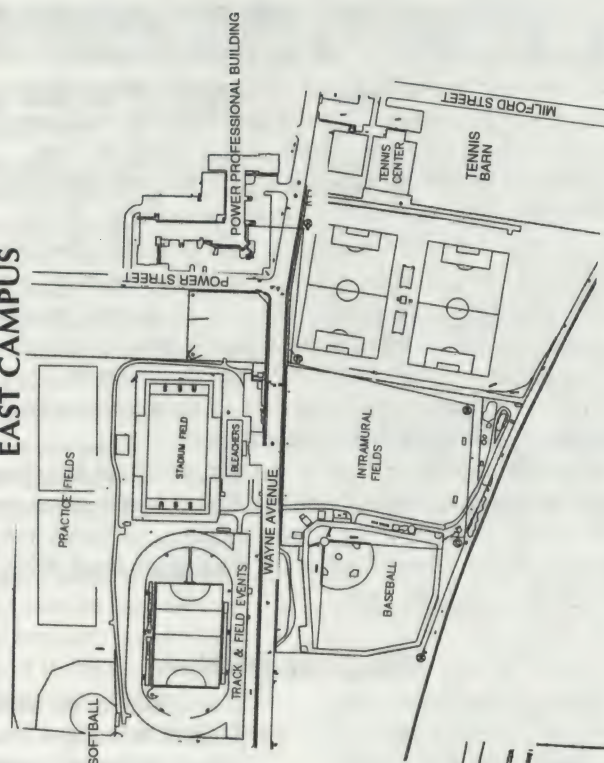 EAST CAMPUS
POWER PROFESSIONAL BUILDING
MILFORD STREET
POWER STREET
TENNIS
CENTER
TENNIS
BARN
PRACTICE FIELDS
STADIUM FIELD
BLEACHERS
WAYNE AVENUE
INTRAMURAL
FIELDS
SOFTBALL
TRACK & FIELD EVENTS
BASEBALL